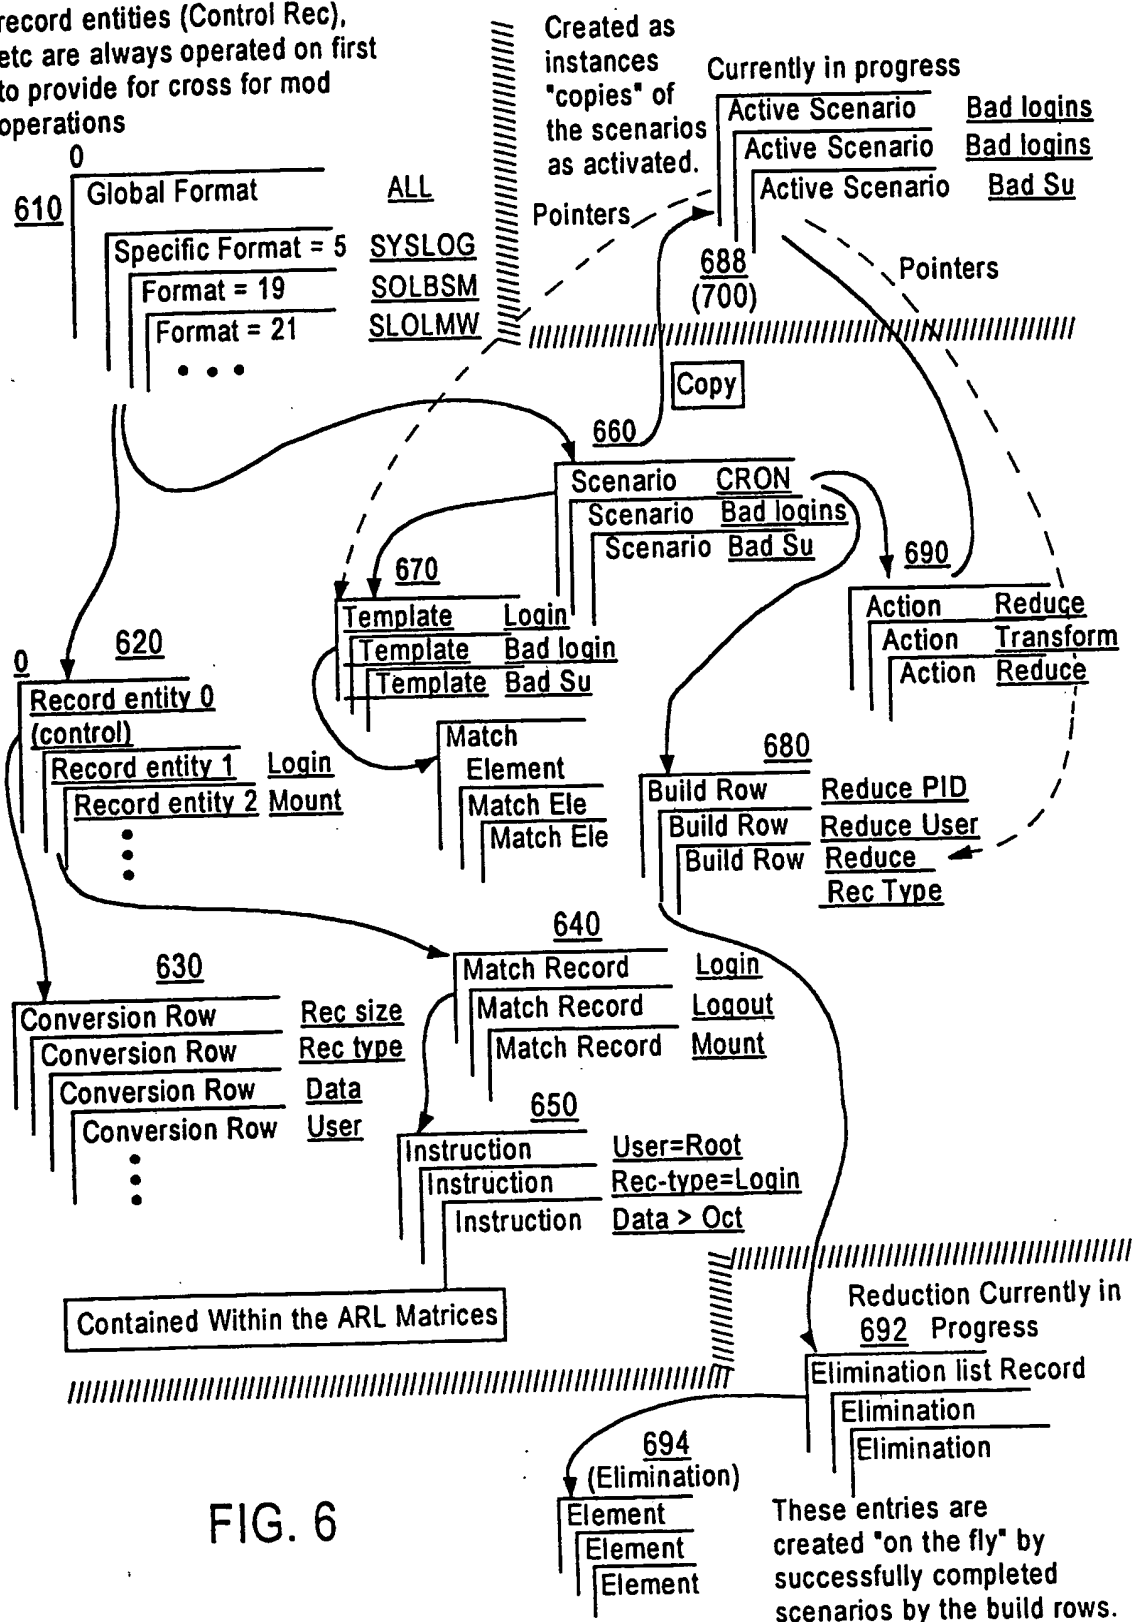 record entities (Control Rec),
etc are always operated on first
to provide for cross for mod
operations
0
610
Global Format ALL
Specific Format = 5 SYSLOG
Format = 19 SOLBSM
Format = 21 SLOLMW
• • •
Created as
instances
"copies" of
the scenarios
as activated.
Currently in progress
Active Scenario Bad logins
Active Scenario Bad logins
Active Scenario Bad Su
Pointers
688
(700)
Pointers
Copy
660
Scenario CRON
Scenario Bad logins
Scenario Bad Su
670
Template Login
Template Bad login
Template Bad Su
690
Action Reduce
Action Transform
Action Reduce
620
0
Record entity 0
(control)
Record entity 1 Login
Record entity 2 Mount
Match
Element
Match Ele
Match Ele
680
Build Row Reduce PID
Build Row Reduce User
Build Row Reduce
Rec Type
640
Match Record Login
Match Record Logout
Match Record Mount
630
Conversion Row Rec size
Conversion Row Rec type
Conversion Row Data
Conversion Row User
650
Instruction User=Root
Instruction Rec-type=Login
Instruction Data > Oct
Contained Within the ARL Matrices
Reduction Currently in
692 Progress
Elimination list Record
Elimination
Elimination
694
(Elimination)
Element
Element
Element
These entries are
created "on the fly" by
successfully completed
scenarios by the build rows.
FIG. 6